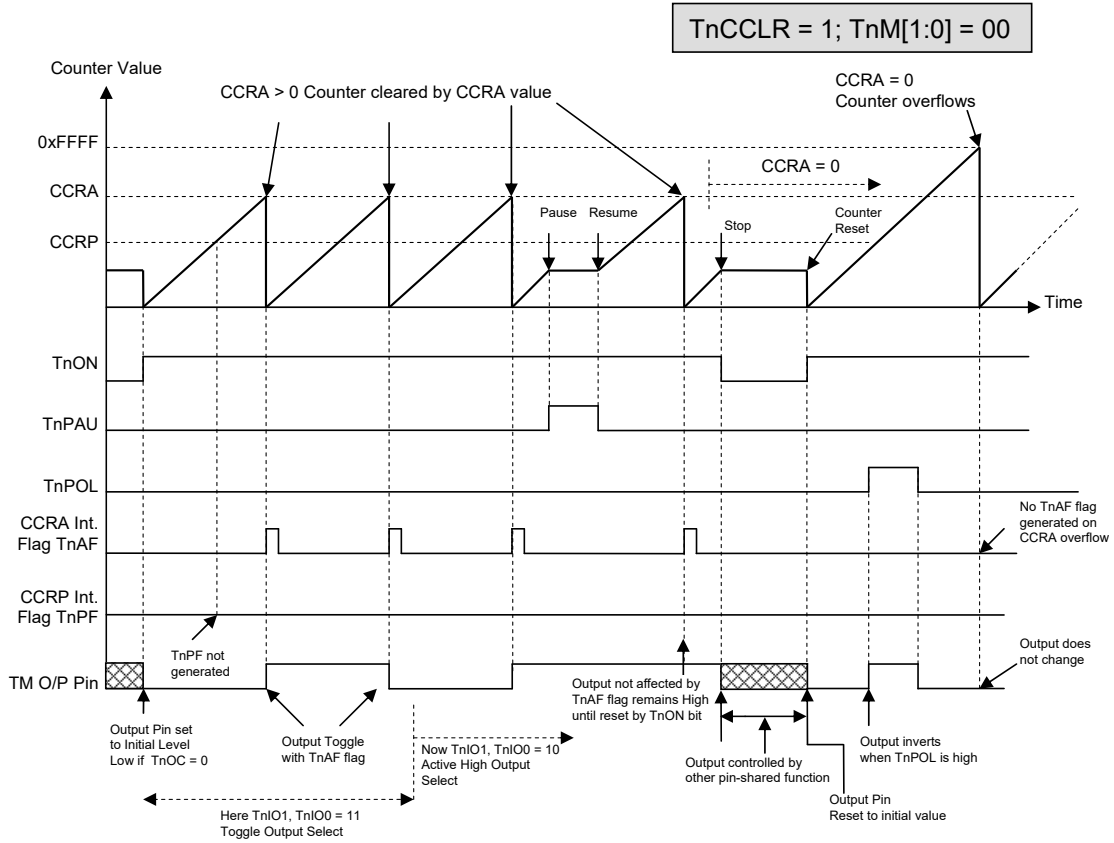 TnCCLR = 1; TnM[1:0] = 00
Counter Value
CCRA > 0 Counter cleared by CCRA value
CCRA = 0
Counter overflows
0xFFFF
CCRA = 0
CCRA
Pause
Resume
Stop
Counter
Reset
CCRP
Time
TnON
TnPAU
TnPOL
No TnAF flag
generated on
CCRA overflow
CCRA Int.
Flag TnAF
CCRP Int.
Flag TnPF
TnPF not
generated
Output does
not change
TM O/P Pin
Output not affected by
TnAF flag remains High
until reset by TnON bit
Output Pin set
to Initial Level
Low if TnOC = 0
Output Toggle
with TnAF flag
Now TnIO1, TnIO0 = 10
Active High Output
Select
Output controlled by
other pin-shared function
Output inverts
when TnPOL is high
Output Pin
Reset to initial value
Here TnIO1, TnIO0 = 11
Toggle Output Select